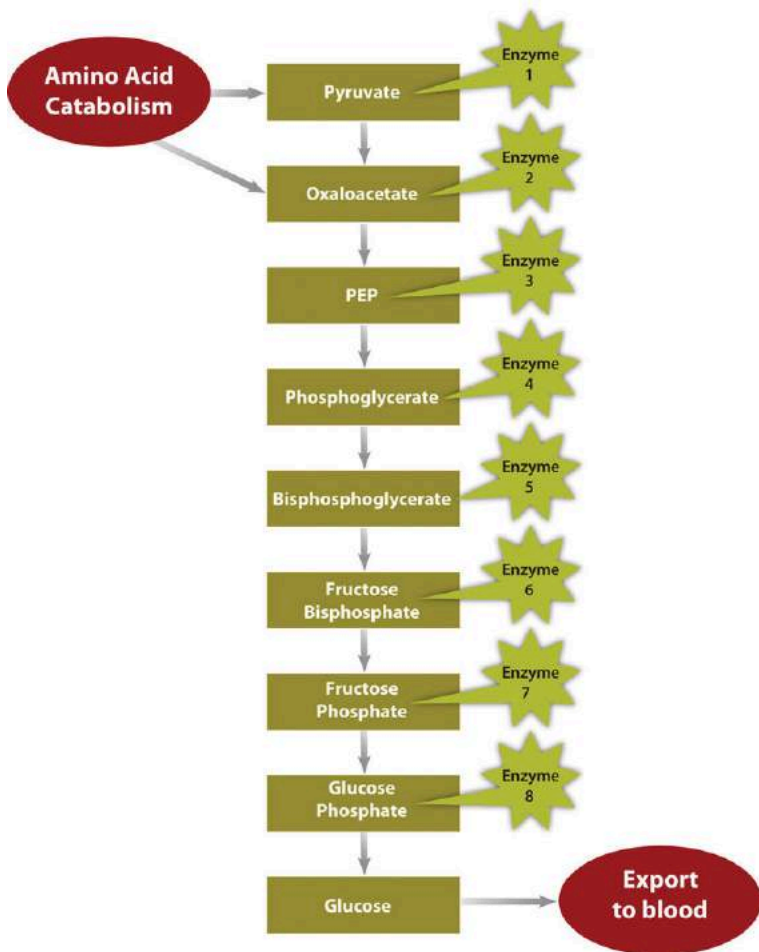 Amino Acid
Catabolism
Pyruvate
Enzyme
1
Oxaloacetate
Enzyme
2
PEP
Enzyme
3
Phosphoglycerate
Enzyme
4
Bisphosphoglycerate
Enzyme
5
Fructose
Bisphosphate
Enzyme
6
Fructose
Phosphate
Enzyme
7
Glucose
Phosphate
Enzyme
8
Glucose
Export
to blood